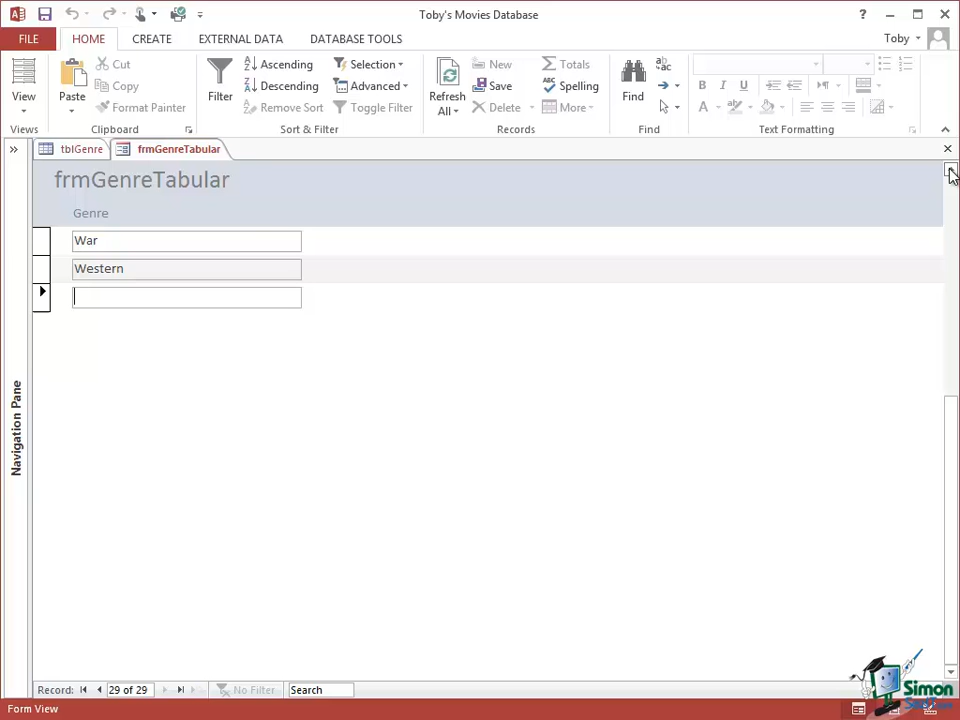 Toby's Movies Database
?
FILE HOME CREATE EXTERNAL DATA DATABASE TOOLS Toby
View
Views
Paste
Cut
Copy
Format Painter
Clipboard
Filter
Ascending
Descending
Remove Sort
Selection
Advanced
Toggle Filter
Sort & Filter
Refresh
All
New
Save
Delete
Totals
Spelling
More
Records
Find
ab
ac
Find
B I U
A ab
Text Formatting
tblGenre frmGenreTabular
Navigation Pane
frmGenreTabular
Genre
War
Western
Record: 29 of 29 No Filter Search
Form View
Simon